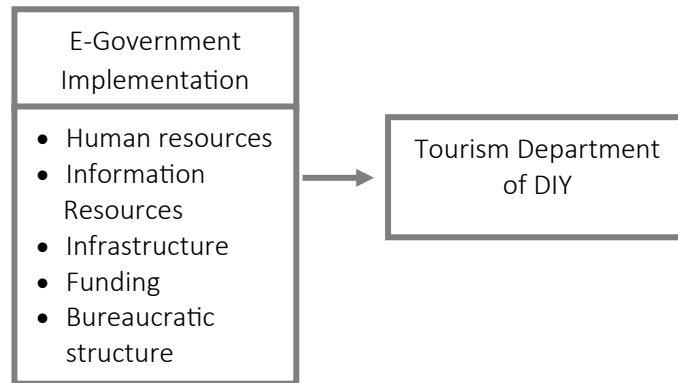 E-Government
Implementation
• Human resources
• Information
Resources
• Infrastructure
• Funding
• Bureaucratic
structure
Tourism Department
of DIY